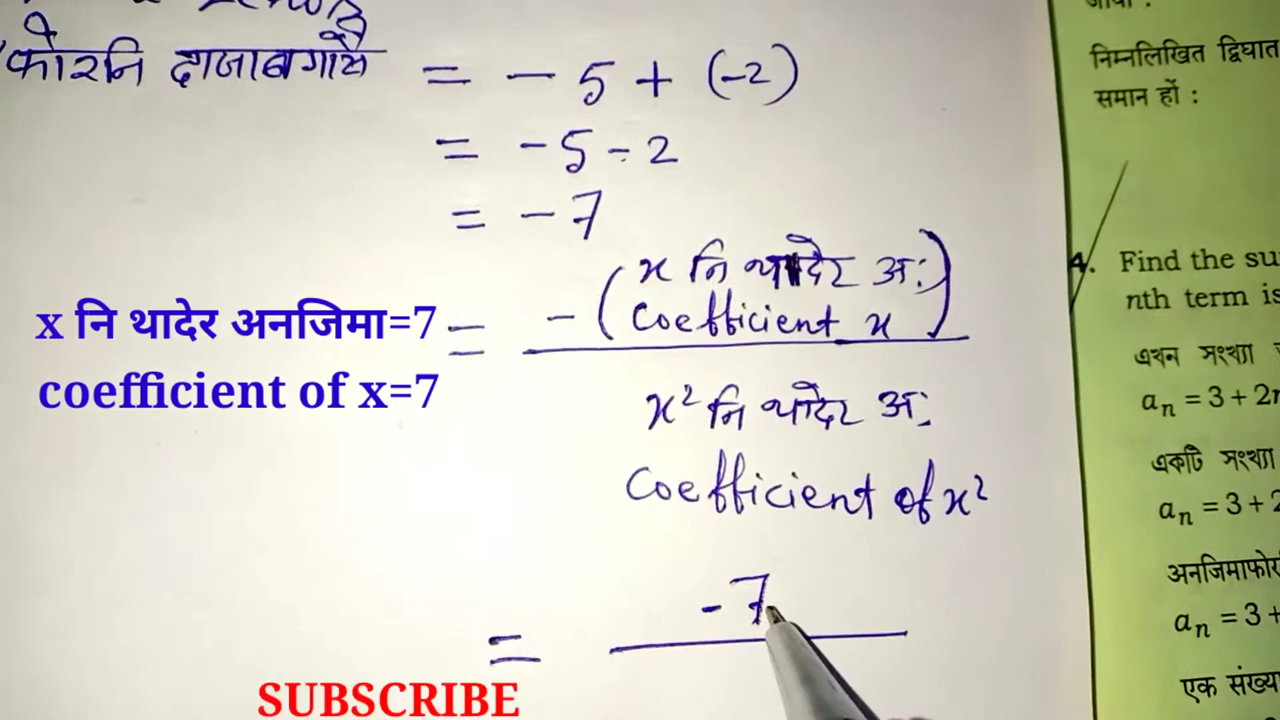 फोरनि दाजाबगासै = - 5 + (-2)
= - 5 - 2
= - 7
x नि थादेर अनजिमा=7
coefficient of x=7
= - (x नि थादेर अ: coefficient x)
x² नि थादेर अ:
coefficient of x²
= -7
SUBSCRIBE
निम्नलिखित द्विघात
समान हों :
4. Find the su
nth term is
এখন সংখ্যা
aₙ = 3 + 2n
একটি সংখ্যা
aₙ = 3 + 2
अनजिमाफोर
aₙ = 3 +
एक संख्या